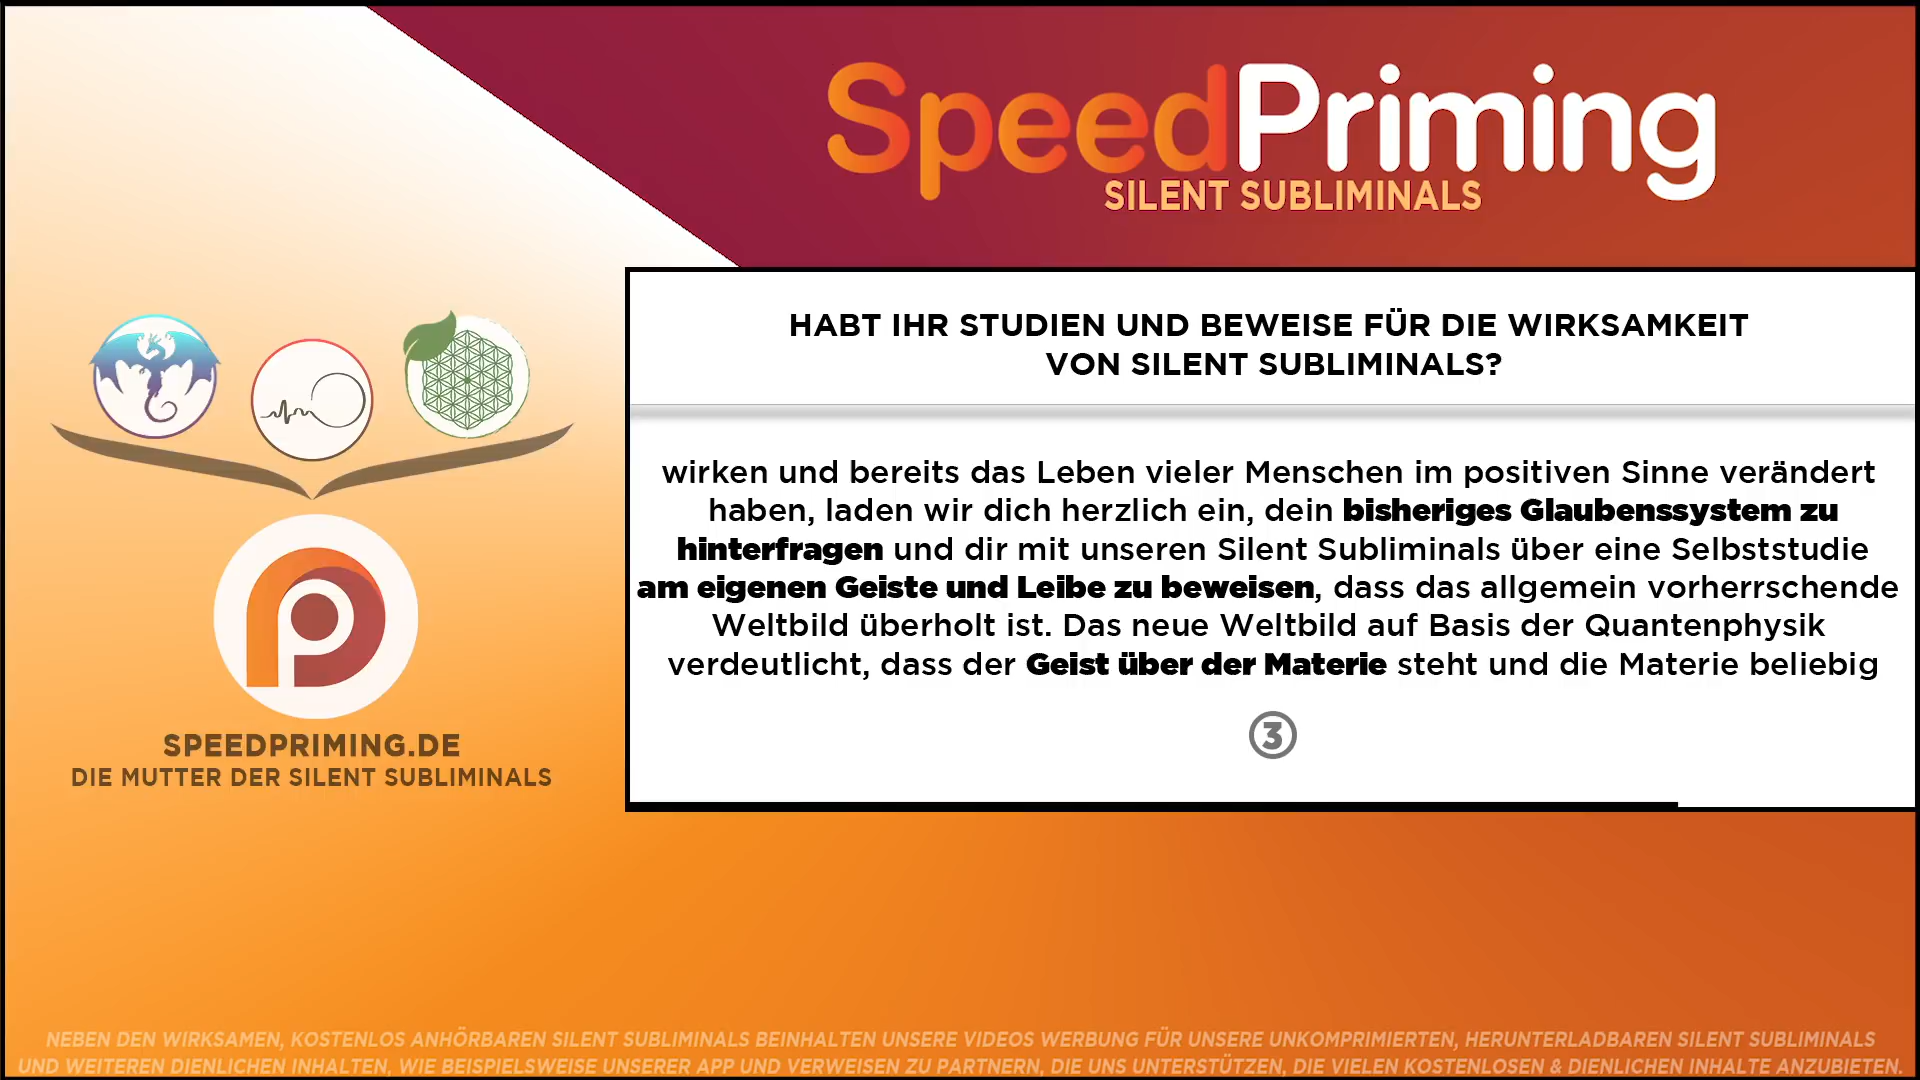 SpeedPriming
SILENT SUBLIMINALS
HABT IHR STUDIEN UND BEWEISE FÜR DIE WIRKSAMKEIT
VON SILENT SUBLIMINALS?
wirken und bereits das Leben vieler Menschen im positiven Sinne verändert
haben, laden wir dich herzlich ein, dein bisheriges Glaubenssystem zu
hinterfragen und dir mit unseren Silent Subliminals über eine Selbststudie
am eigenen Geiste und Leibe zu beweisen, dass das allgemein vorherrschende
Weltbild überholt ist. Das neue Weltbild auf Basis der Quantenphysik
verdeutlicht, dass der Geist über der Materie steht und die Materie beliebig
3
SPEEDPRIMING.DE
DIE MUTTER DER SILENT SUBLIMINALS
NEBEN DEN WIRKSAMEN, KOSTENLOS ANHÖRBAREN SILENT SUBLIMINALS BEINHALTEN UNSERE VIDEOS WERBUNG FÜR UNSERE UNKOMPRIMIERTEN, HERUNTERLADBAREN SILENT SUBLIMINALS
UND WEITEREN DIENLICHEN INHALTEN, WIE BEISPIELSWEISE UNSERER APP UND VERWEISEN ZU PARTNERN, DIE UNS UNTERSTÜTZEN, DIE VIELEN KOSTENLOSEN & DIENLICHEN INHALTE ANZUBIETEN.